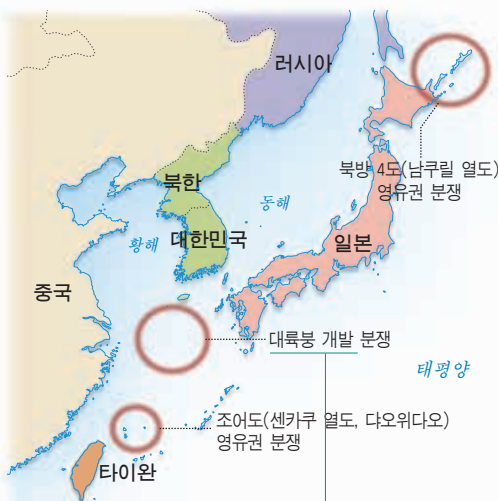 러시아
북방 4도(남쿠릴 열도)
영유권 분쟁
북한
동해
황해
대한민국
일본
중국
대륙붕 개발 분쟁
태평양
조어도(센카쿠 열도, 댜오위다오)
영유권 분쟁
타이완